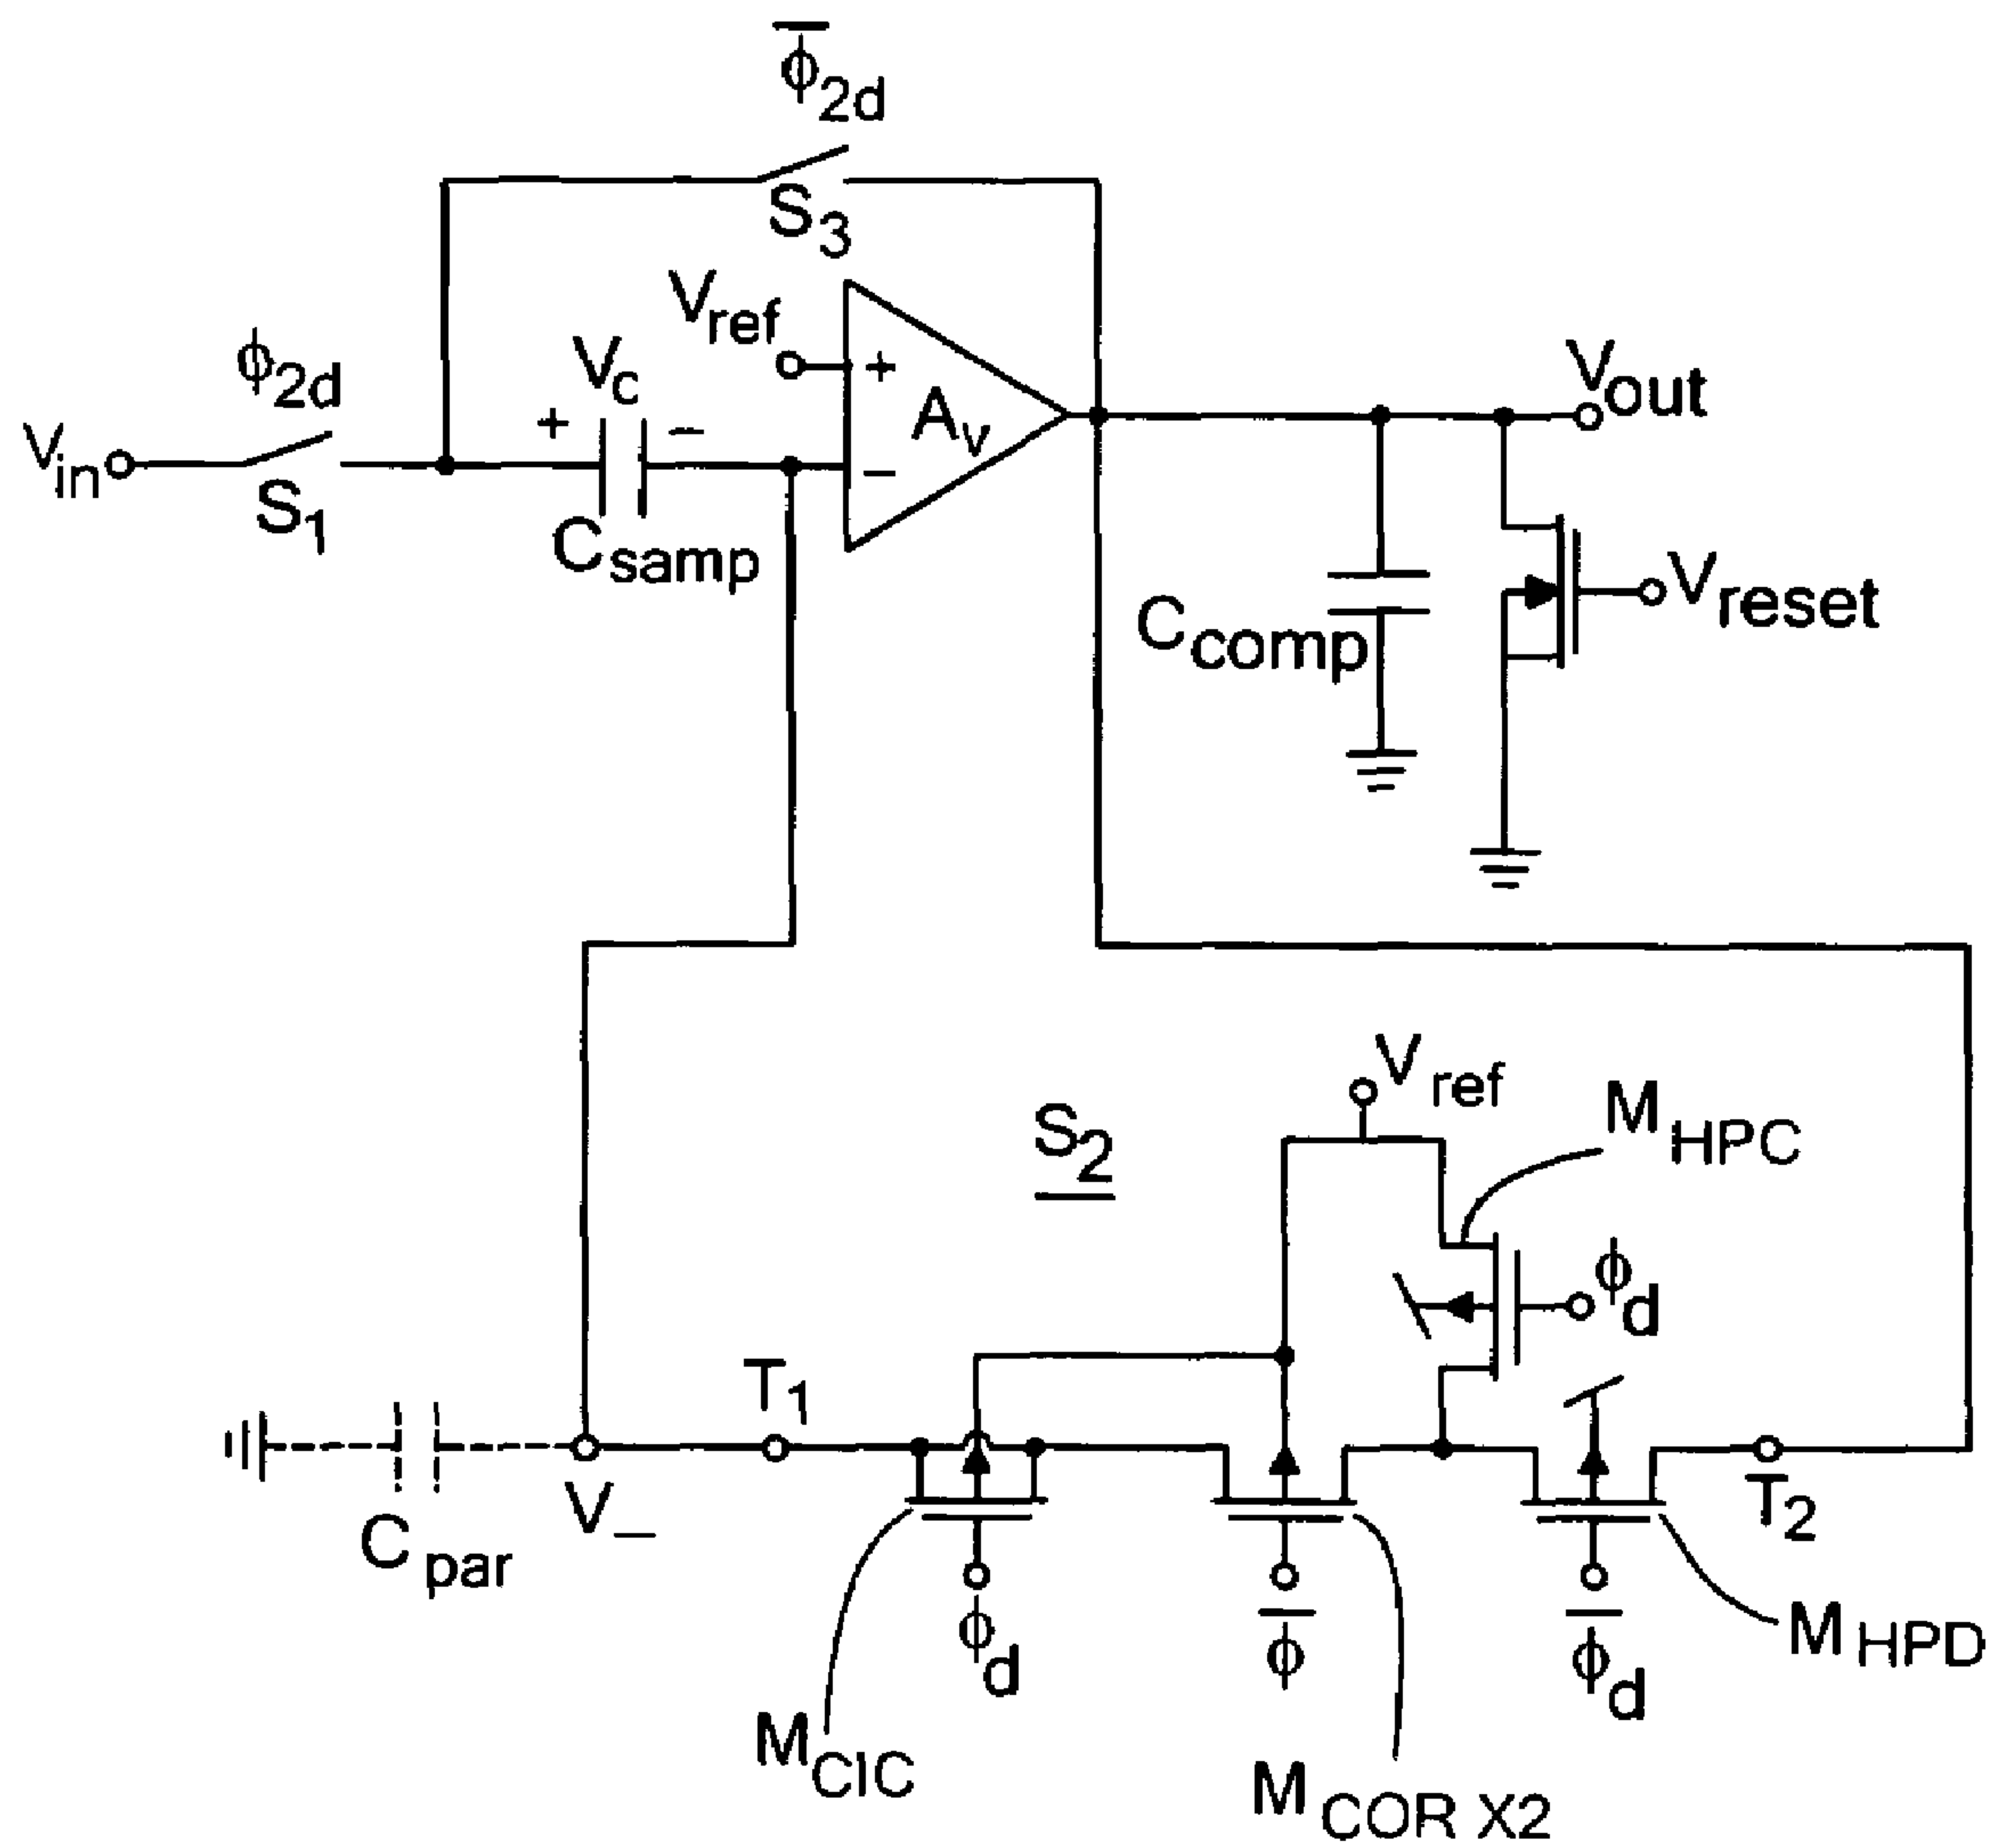 ϕ̅2d
S3
Vref
+
Av
−
ϕ2d
Vin
S1
+ Vc −
Csamp
Vout
Ccomp
Vreset
S2
Vref
MHPC
ϕd
T1
T2
Cpar
V−
ϕd
ϕ̅
ϕ̅d
MHPD
MCIC
MCOR X2